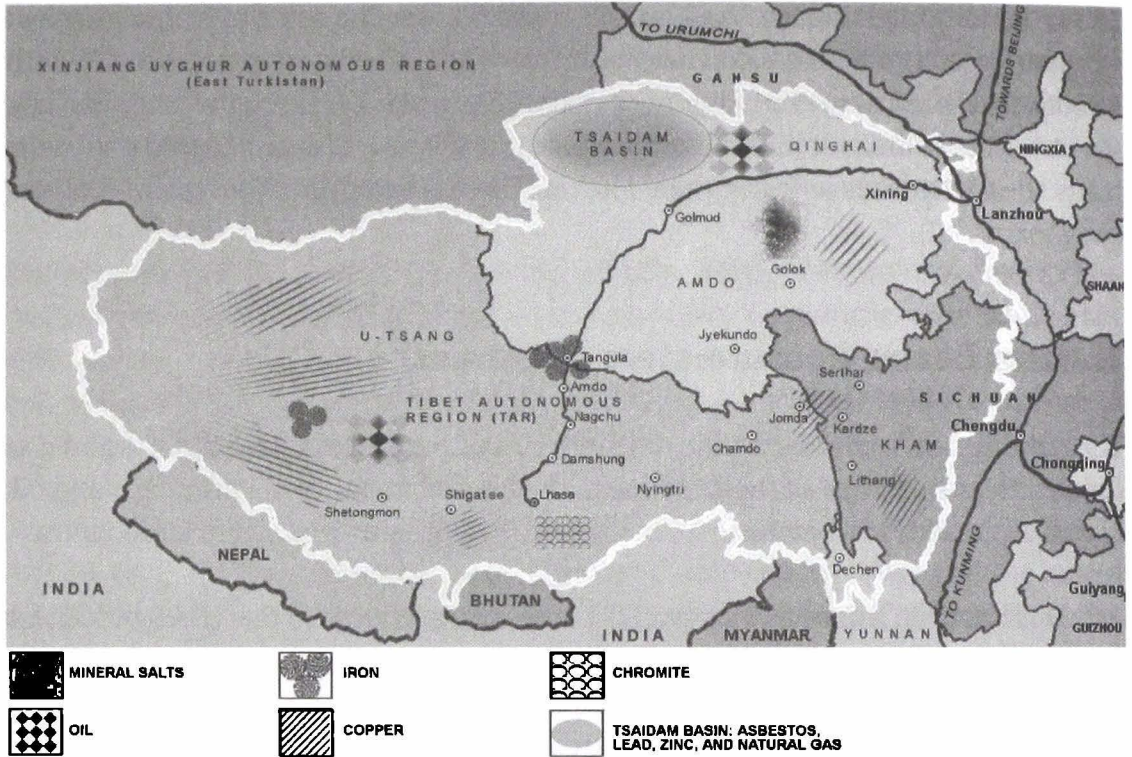 TO URUMCHI
TOWARDS BEIJING
XINJIANG UYGHUR AUTONOMOUS REGION
(East Turkistan)
GANSU
TSAIDAM
BASIN
QINGHAI
NINGXIA
Xining
Lanzhou
Golmud
SHAAN
Golok
AMDO
U-TSANG
Jyekundo
Tangula
Serthar
Amdo
TIBET AUTONOMOUS
REGION (TAR)
SICHUAN
Nagchu
Jomda
Kardze
Chengdu
Chamdo
KHAM
Damshung
Chongqing
Lithang
Nyingtri
Shigatse
Lhasa
Shetongmon
NEPAL
Dechen
INDIA
TO KUNMING
BHUTAN
Guiyang
INDIA
MYANMAR
YUNNAN
GUIZHOU
MINERAL SALTS
IRON
CHROMITE
OIL
COPPER
TSAIDAM BASIN: ASBESTOS,
LEAD, ZINC, AND NATURAL GAS